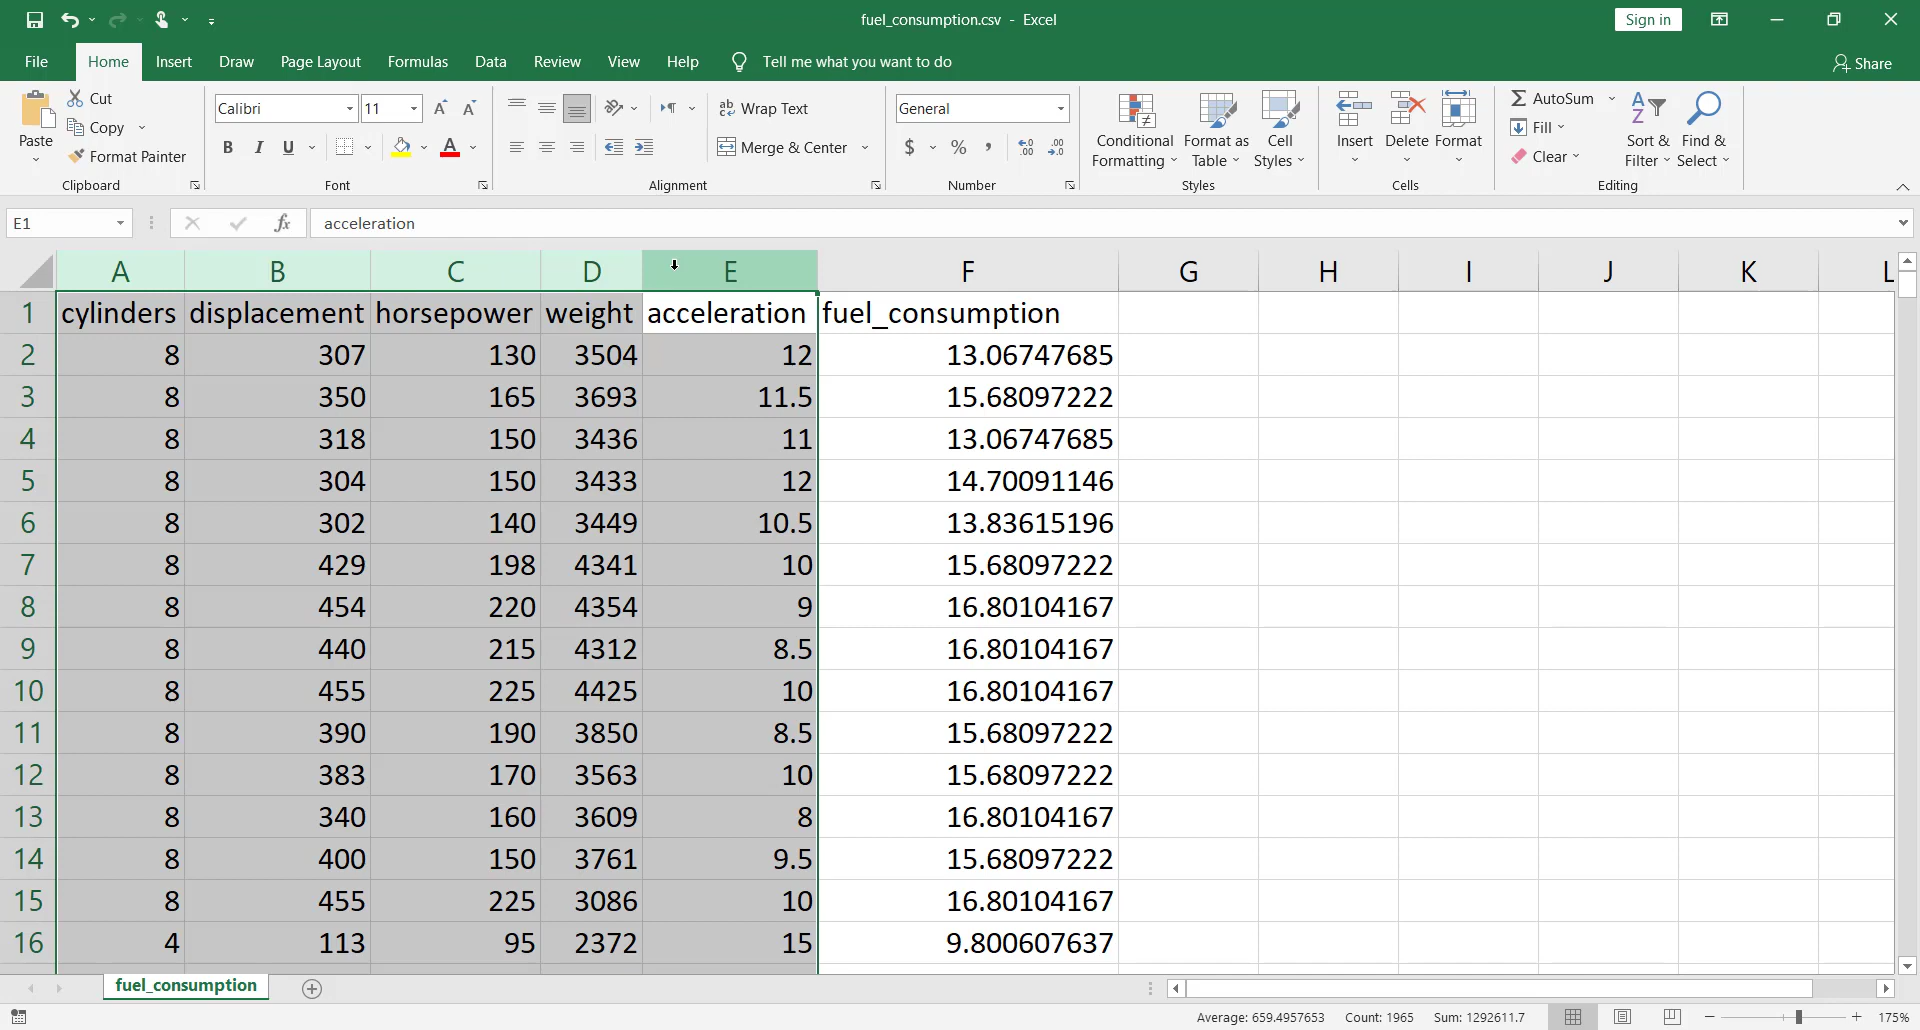 fuel_consumption.csv - Excel
Sign in
File Home Insert Draw Page Layout Formulas Data Review View Help Tell me what you want to do
Share
Paste
Cut
Copy
Format Painter
Clipboard
Calibri 11
B I U
Font
Wrap Text
Merge & Center
Alignment
General
$ % ,
Number
Conditional Formatting
Format as Table
Cell Styles
Styles
Insert Delete Format
Cells
AutoSum
Fill
Clear
Sort & Filter
Find & Select
Editing
E1 fx acceleration
A B C D E F G H I J K L
1 cylinders displacement horsepower weight acceleration fuel_consumption
2 8 307 130 3504 12 13.06747685
3 8 350 165 3693 11.5 15.68097222
4 8 318 150 3436 11 13.06747685
5 8 304 150 3433 12 14.70091146
6 8 302 140 3449 10.5 13.83615196
7 8 429 198 4341 10 15.68097222
8 8 454 220 4354 9 16.80104167
9 8 440 215 4312 8.5 16.80104167
10 8 455 225 4425 10 16.80104167
11 8 390 190 3850 8.5 15.68097222
12 8 383 170 3563 10 15.68097222
13 8 340 160 3609 8 16.80104167
14 8 400 150 3761 9.5 15.68097222
15 8 455 225 3086 10 16.80104167
16 4 113 95 2372 15 9.800607637
fuel_consumption
Average: 659.4957653 Count: 1965 Sum: 1292611.7 175%